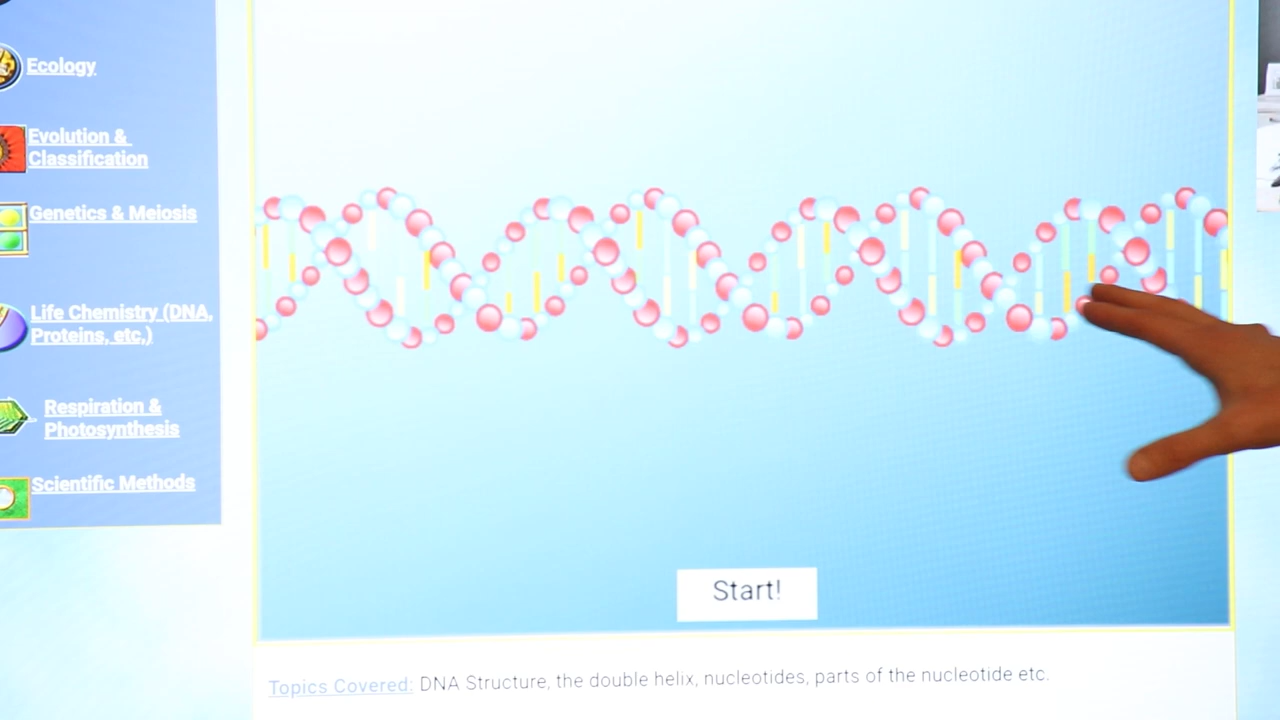 Ecology
Evolution &
Classification
Genetics & Meiosis
Life Chemistry (DNA,
Proteins, etc,)
Respiration &
Photosynthesis
Scientific Methods
Start!
Topics Covered: DNA Structure, the double helix, nucleotides, parts of the nucleotide etc.